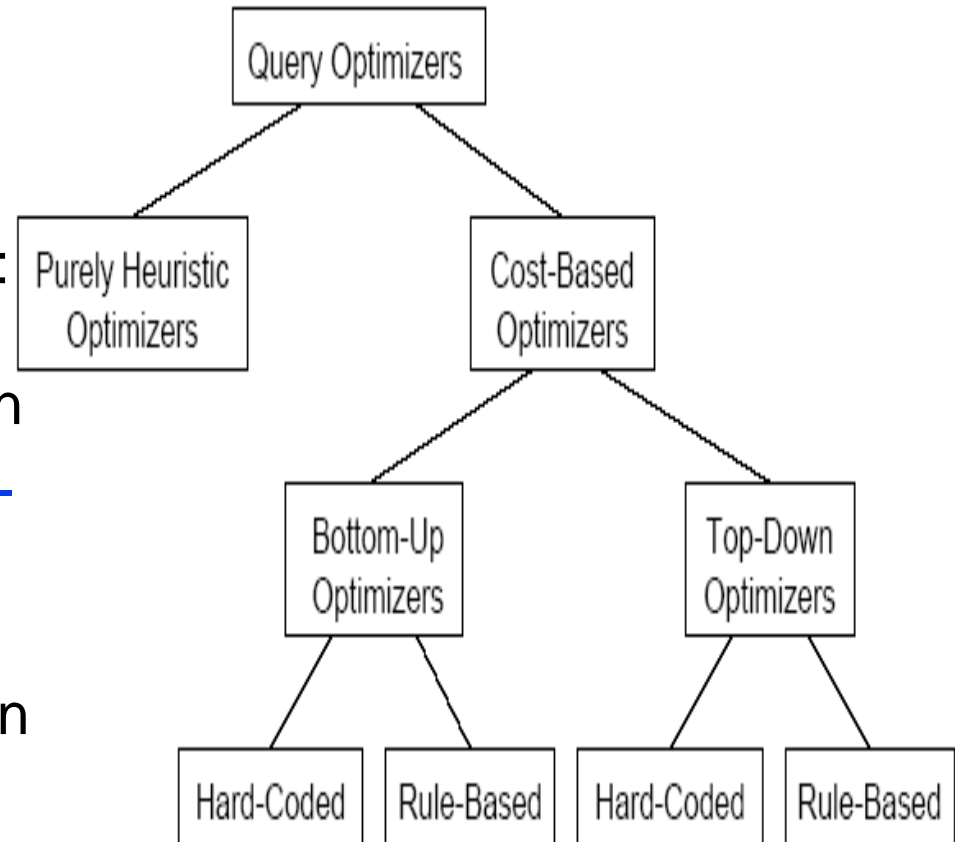 Query Optimizers
:
Purely Heuristic
Optimizers
Cost-Based
Optimizers
n
Bottom-Up
Optimizers
Top-Down
Optimizers
n
Hard-Coded
Rule-Based
Hard-Coded
Rule-Based